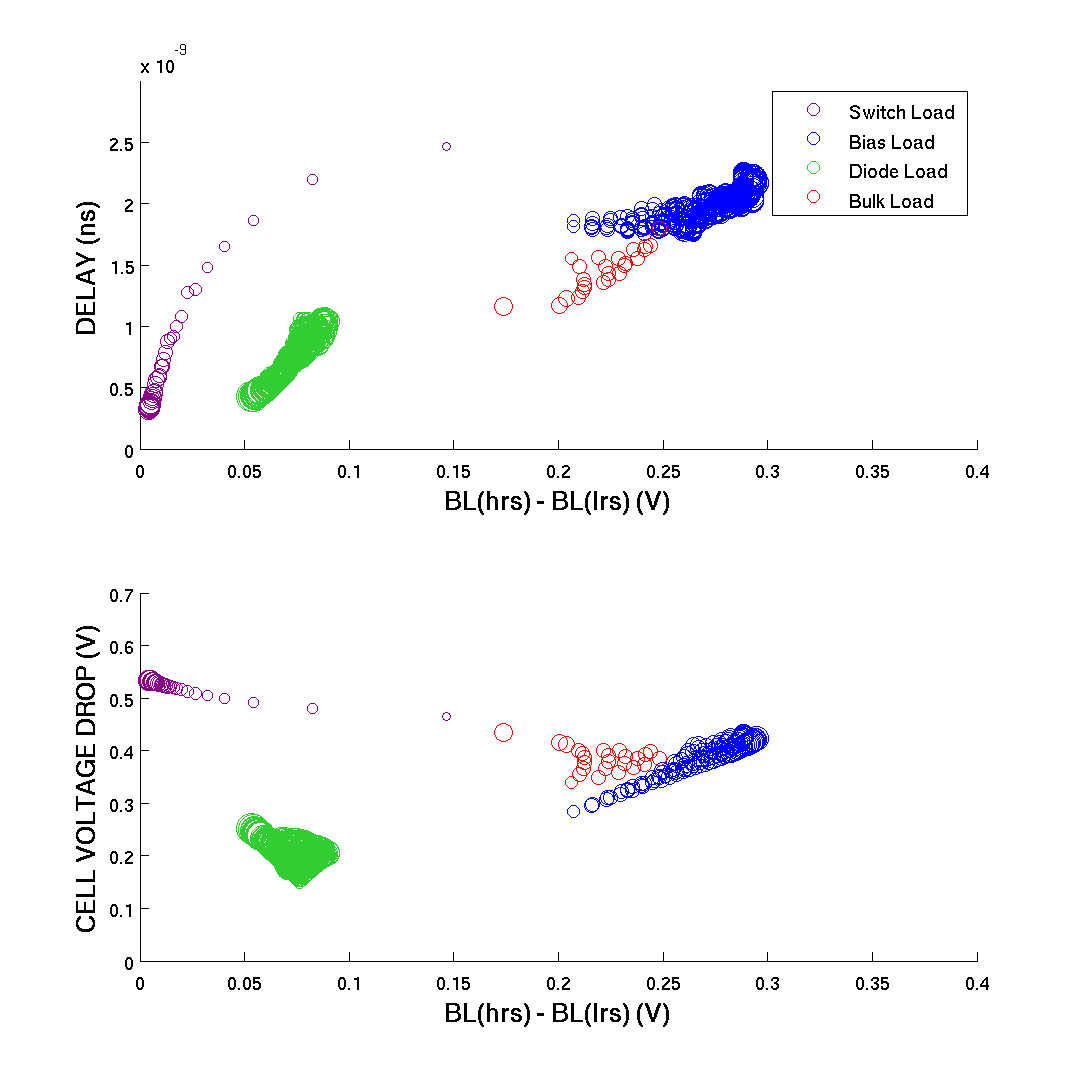 x 10^-9
2.5
2
1.5
1
0.5
0
DELAY (ns)
Switch Load
Bias Load
Diode Load
Bulk Load
0 0.05 0.1 0.15 0.2 0.25 0.3 0.35 0.4
BL(hrs) - BL(lrs) (V)
0.7
0.6
0.5
0.4
0.3
0.2
0.1
0
CELL VOLTAGE DROP (V)
0 0.05 0.1 0.15 0.2 0.25 0.3 0.35 0.4
BL(hrs) - BL(lrs) (V)